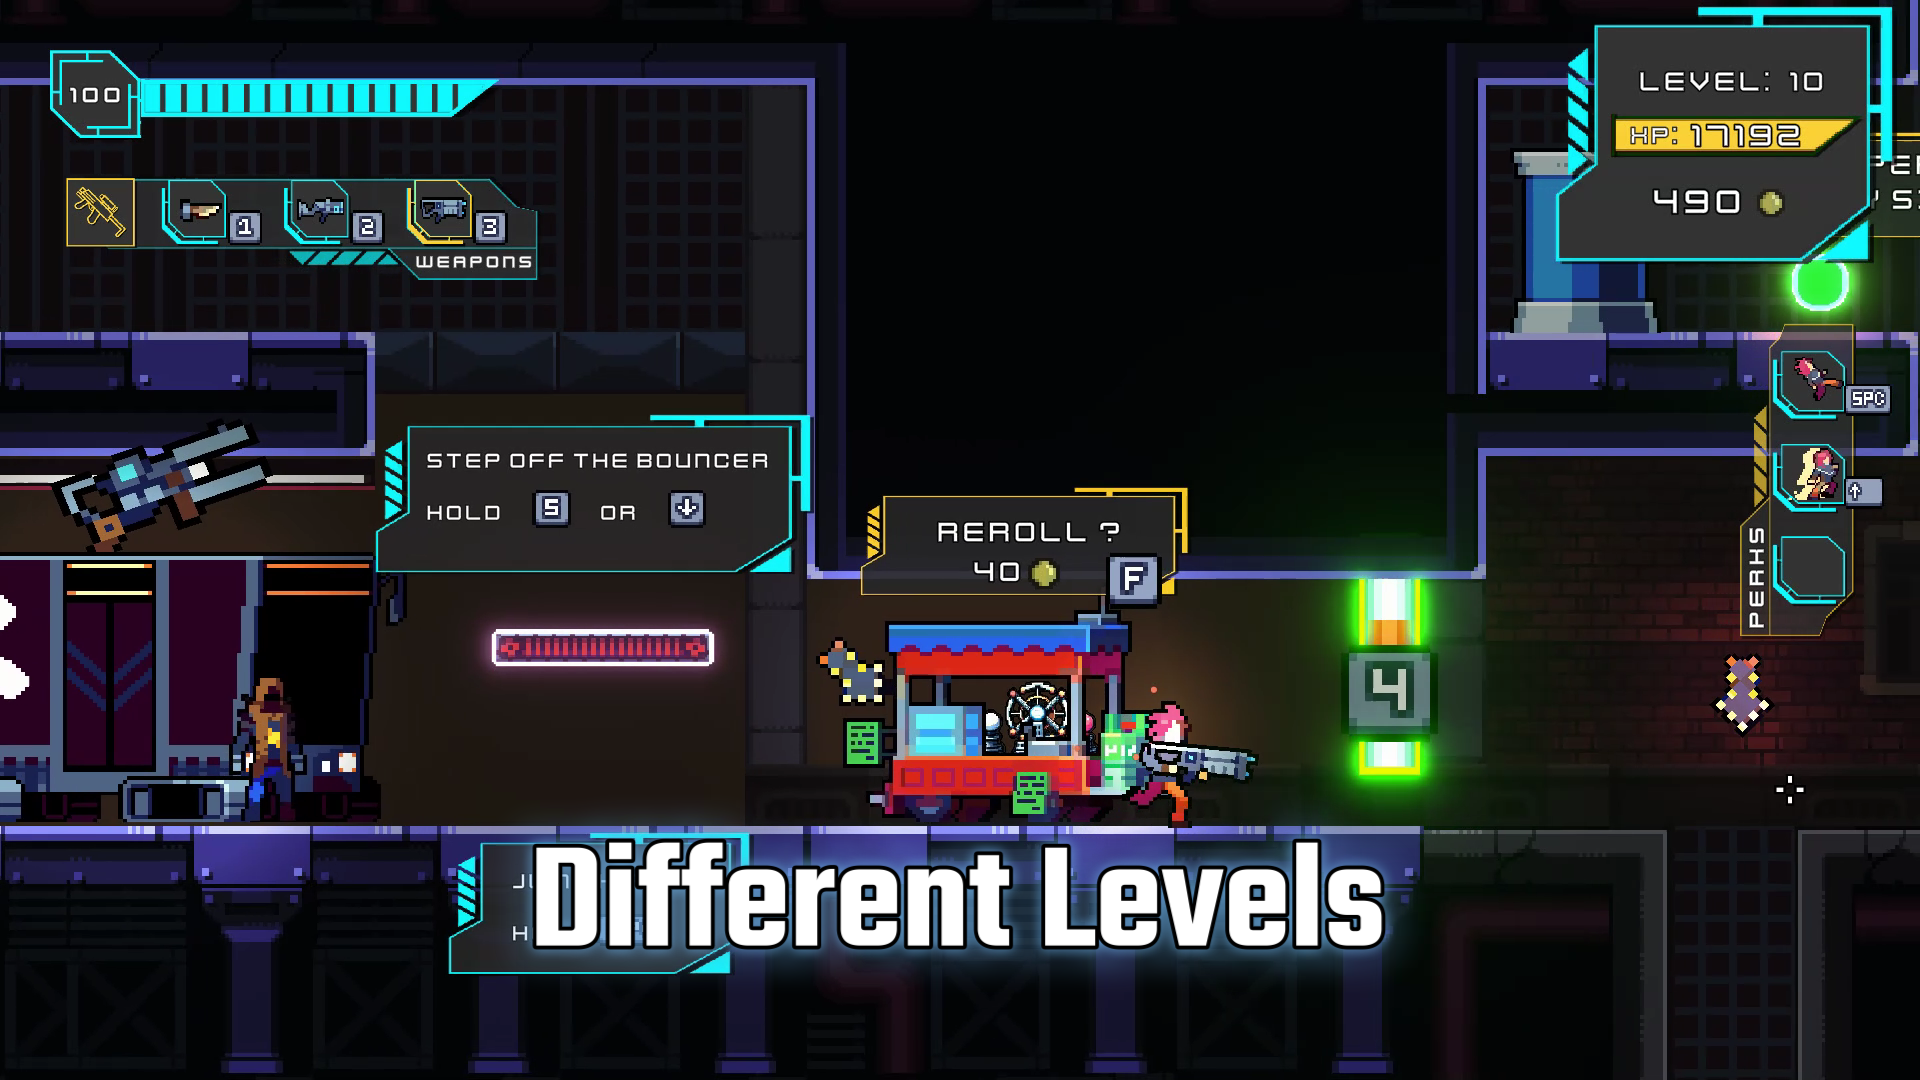 100
LEVEL: 10
HP: 17192
490
1
2
3
WEAPONS
SPC
PERKS
STEP OFF THE BOUNCER
HOLD S OR
REROLL ?
40
F
4
Different Levels